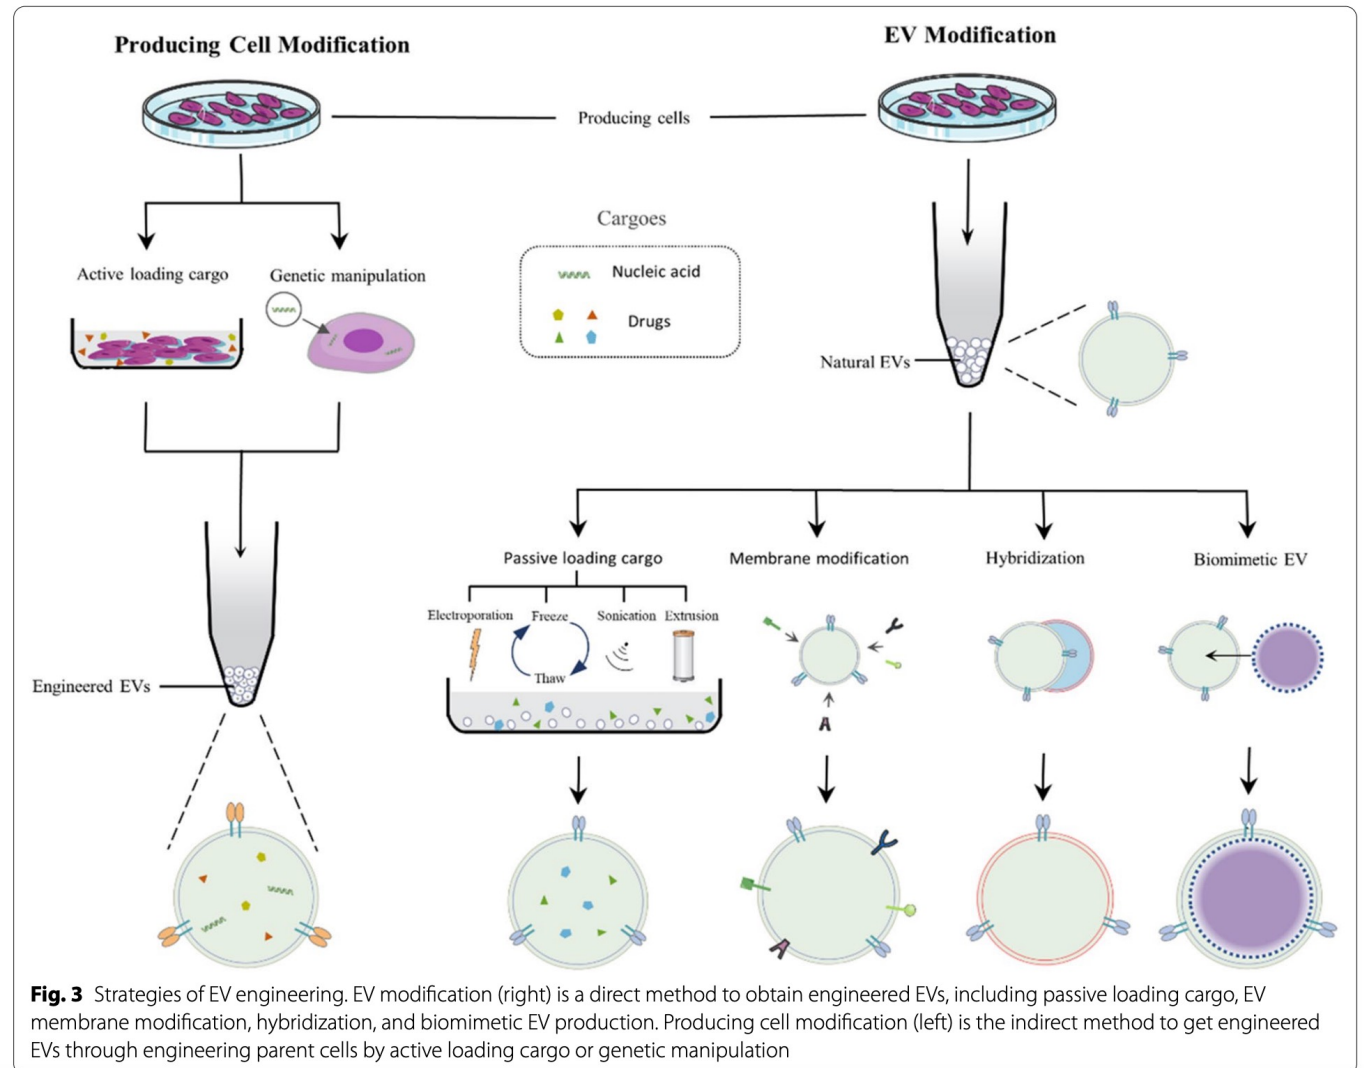 Producing Cell Modification
EV Modification
Producing cells
Cargoes
Nucleic acid
Drugs
Active loading cargo
Genetic manipulation
Natural EVs
Engineered EVs
Passive loading cargo
Membrane modification
Hybridization
Biomimetic EV
Electroporation
Freeze
Thaw
Sonication
Extrusion
Fig. 3 Strategies of EV engineering. EV modification (right) is a direct method to obtain engineered EVs, including passive loading cargo, EV
membrane modification, hybridization, and biomimetic EV production. Producing cell modification (left) is the indirect method to get engineered
EVs through engineering parent cells by active loading cargo or genetic manipulation